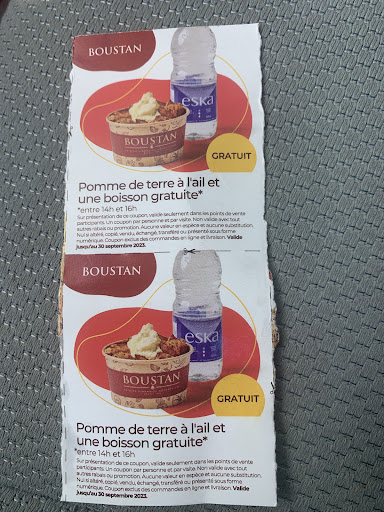 BOUSTAN
eska
BOUSTAN
GRATUIT
Pomme de terre à l'ail et
une boisson gratuite*
*entre 14h et 16h
Sur présentation de ce coupon, valide seulement dans les points de vente
participants. Un coupon par personne et par visite. Non valide avec tout
autres rabais ou promotion. Aucune valeur en espèce et aucune substitution.
Nul si altéré, copié, vendu, échangé, transféré ou présenté sous forme
numérique. Coupon exclus des commandes en ligne et livraison. Valide
jusqu'au 30 septembre 2023.
BOUSTAN
eska
BOUSTAN
GRATUIT
Pomme de terre à l'ail et
une boisson gratuite*
*entre 14h et 16h
Sur présentation de ce coupon, valide seulement dans les points de vente
participants. Un coupon par personne et par visite. Non valide avec tout
autres rabais ou promotion. Aucune valeur en espèce et aucune substitution.
Nul si altéré, copié, vendu, échangé, transféré ou présenté sous forme
numérique. Coupon exclus des commandes en ligne et livraison. Valide
jusqu'au 30 septembre 2023.